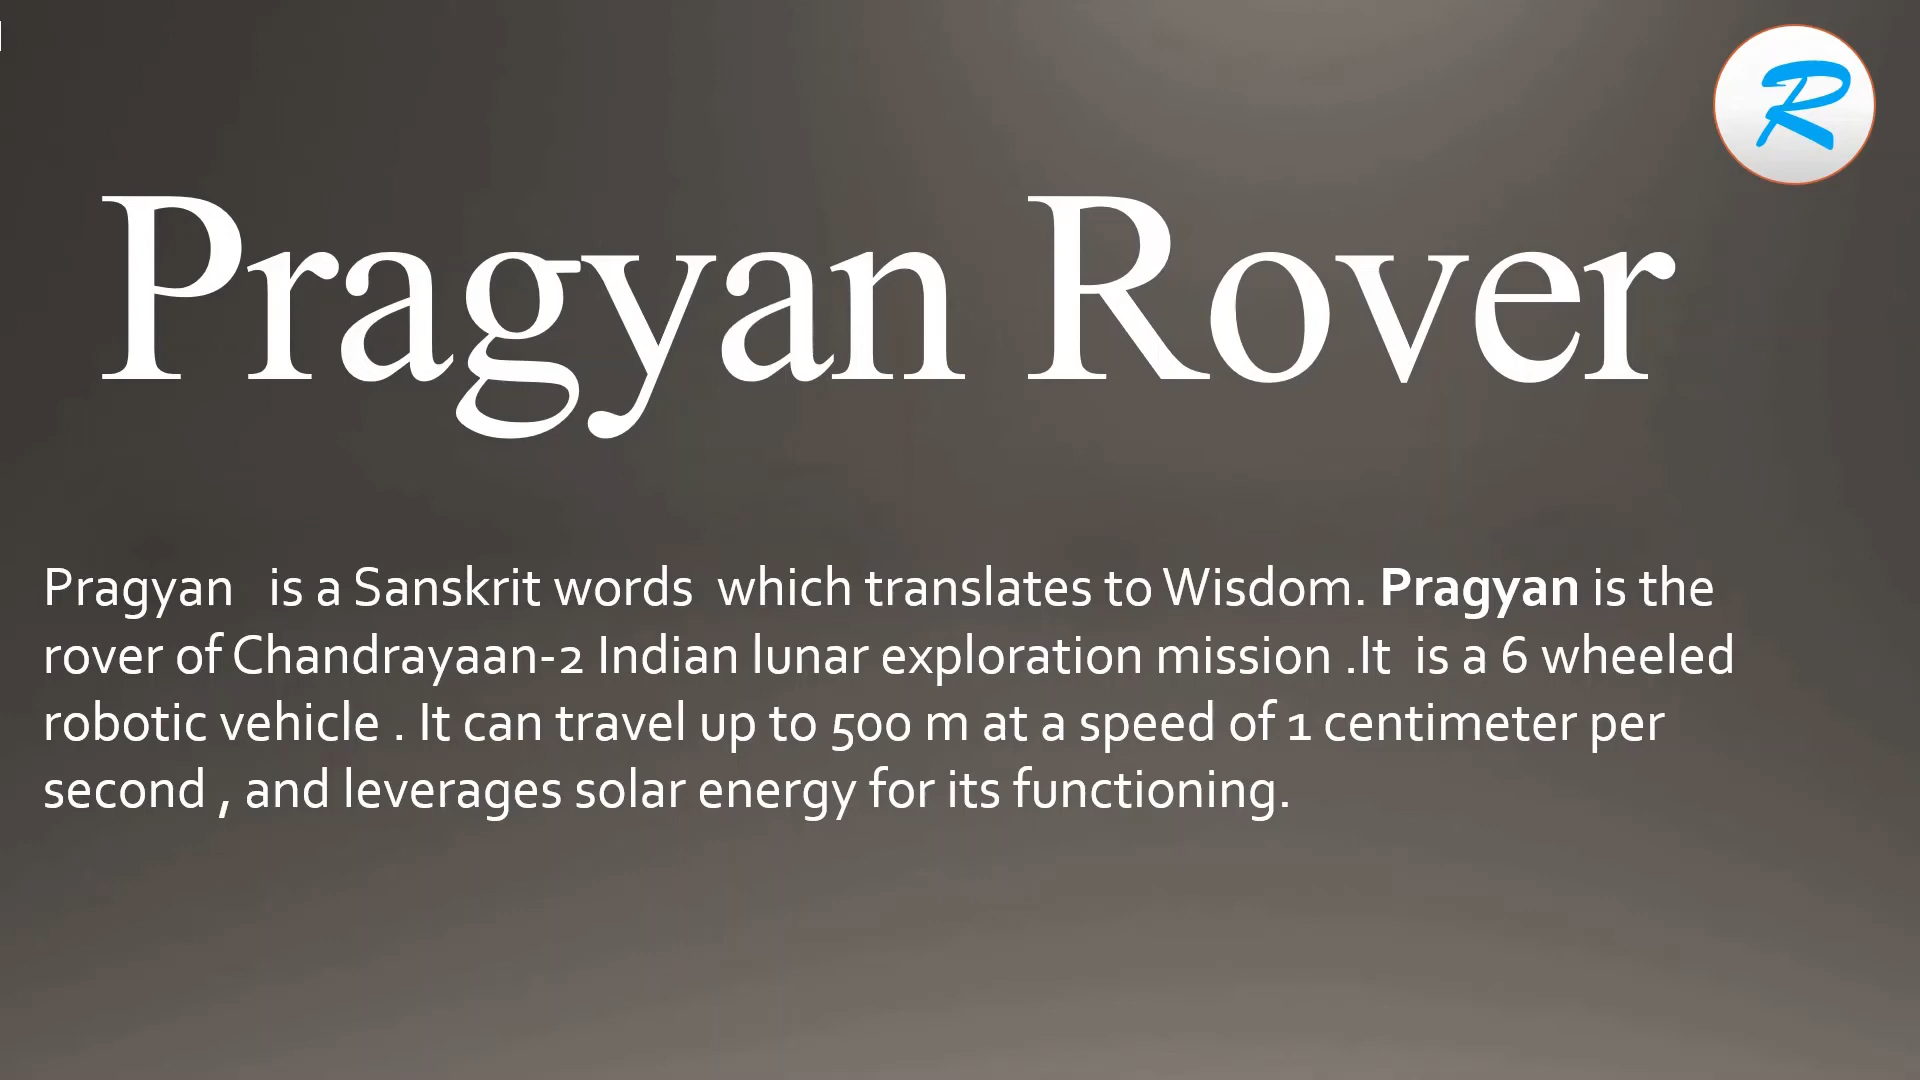 R
Pragyan Rover
Pragyan is a Sanskrit words which translates to Wisdom. Pragyan is the
rover of Chandrayaan-2 Indian lunar exploration mission .It is a 6 wheeled
robotic vehicle . It can travel up to 500 m at a speed of 1 centimeter per
second , and leverages solar energy for its functioning.